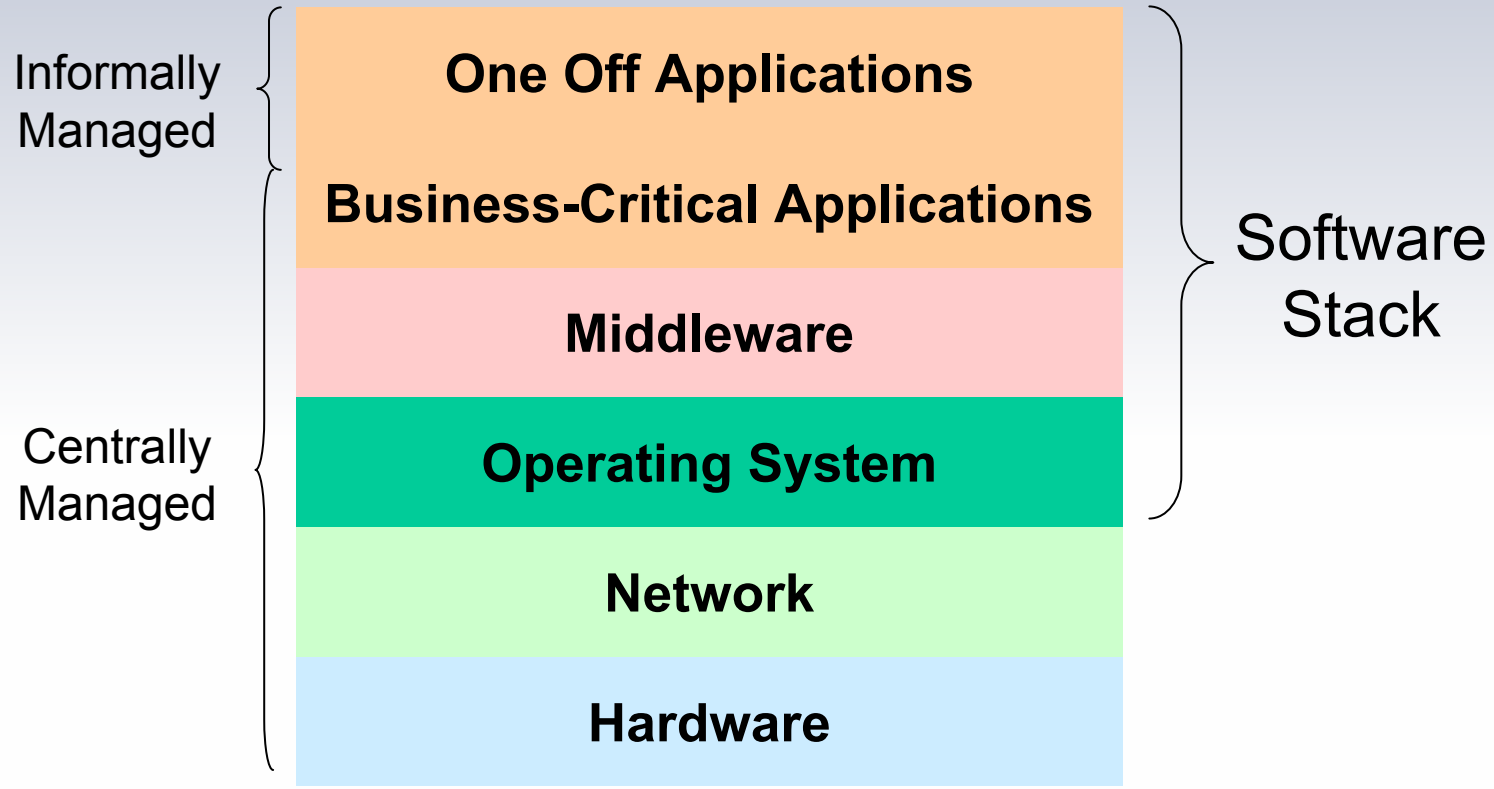 Informally
Managed
One Off Applications
Business-Critical Applications
Middleware
Centrally
Managed
Operating System
Network
Hardware
Software
Stack